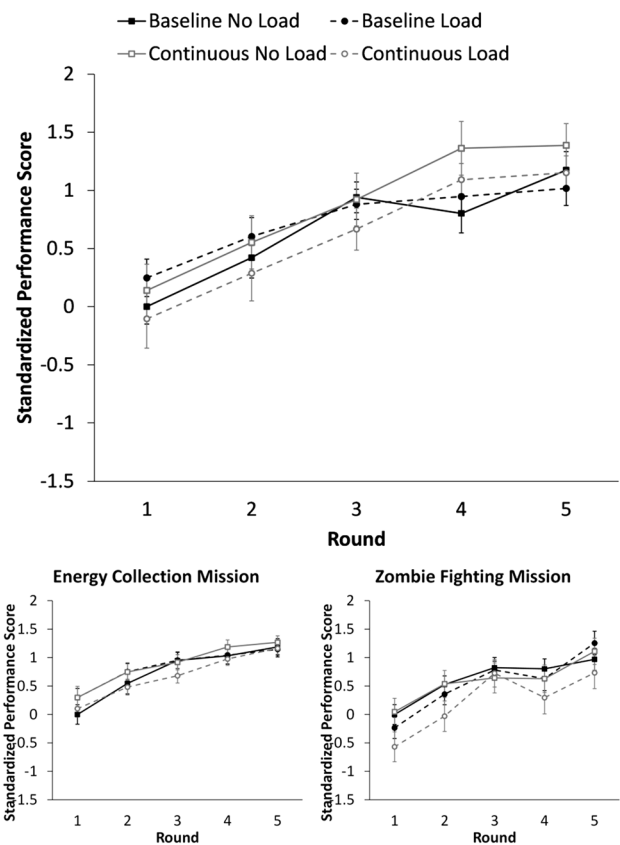 Baseline No Load Baseline Load
Continuous No Load Continuous Load
Standardized Performance Score
2
1.5
1
0.5
0
-0.5
-1
-1.5
1 2 3 4 5
Round
Energy Collection Mission
Standardized Performance Score
2
1.5
1
0.5
0
-0.5
-1
-1.5
1 2 3 4 5
Round
Zombie Fighting Mission
Standardized Performance Score
2
1.5
1
0.5
0
-0.5
-1
-1.5
1 2 3 4 5
Round